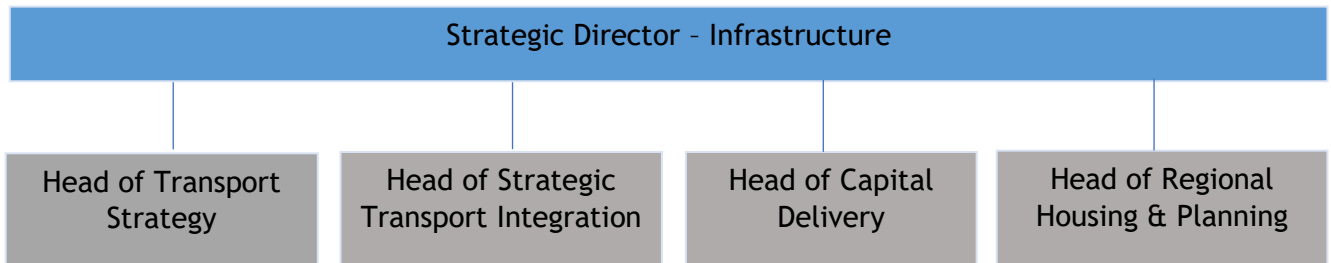 Strategic Director – Infrastructure
Head of Transport
Strategy
Head of Strategic
Transport Integration
Head of Capital
Delivery
Head of Regional
Housing & Planning